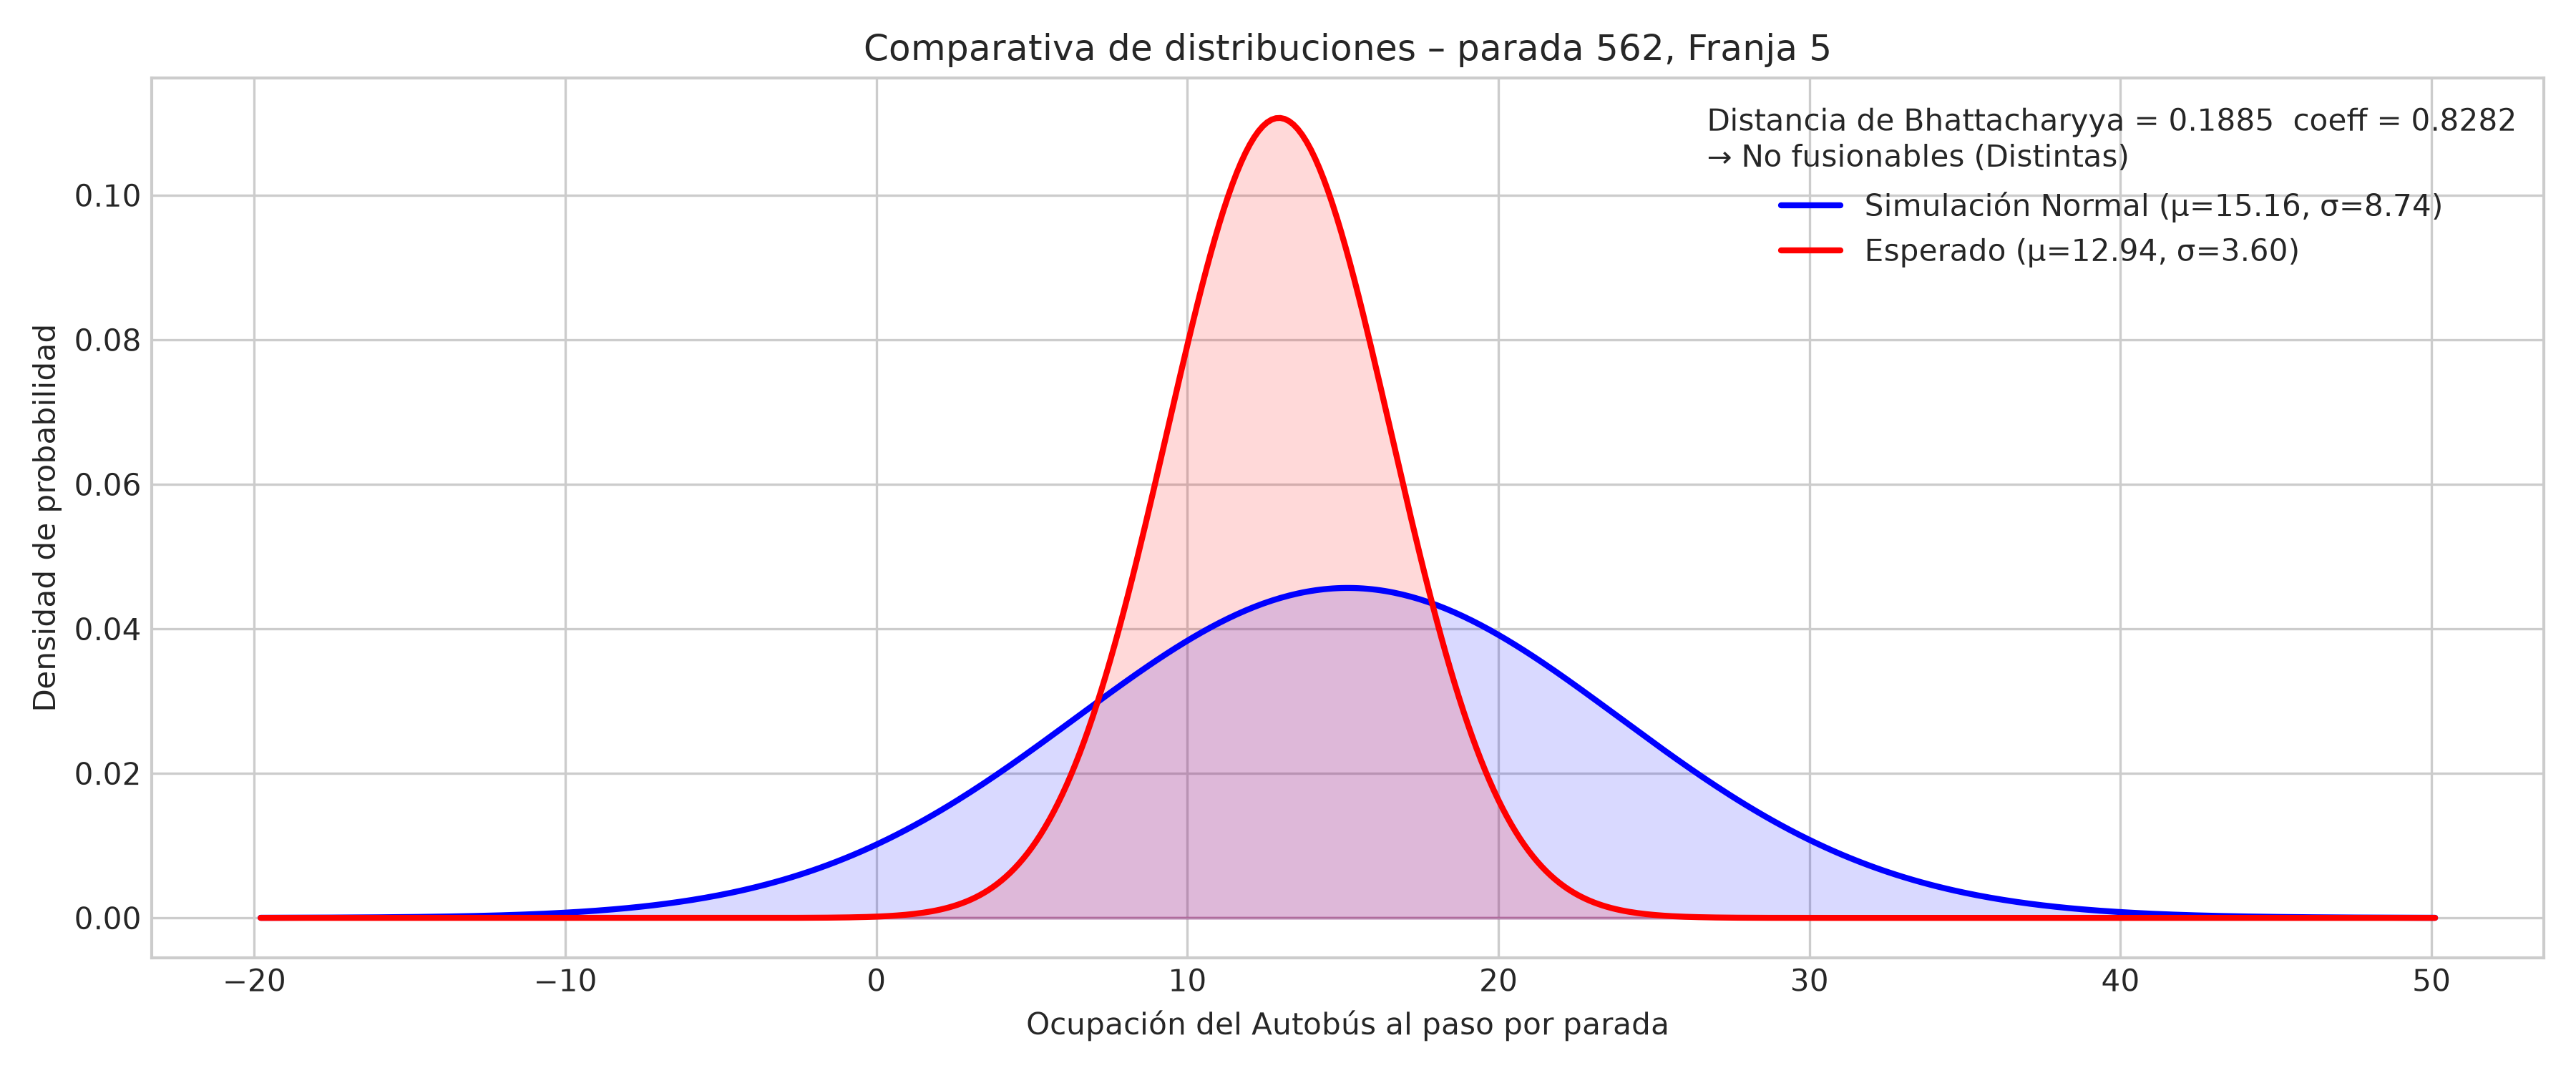 Comparativa de distribuciones – parada 562, Franja 5
Distancia de Bhattacharyya = 0.1885  coeff = 0.8282
→ No fusionables (Distintas)
Simulación Normal (μ=15.16, σ=8.74)
Esperado (μ=12.94, σ=3.60)
Densidad de probabilidad
0.10
0.08
0.06
0.04
0.02
0.00
−20
−10
0
10
20
30
40
50
Ocupación del Autobús al paso por parada